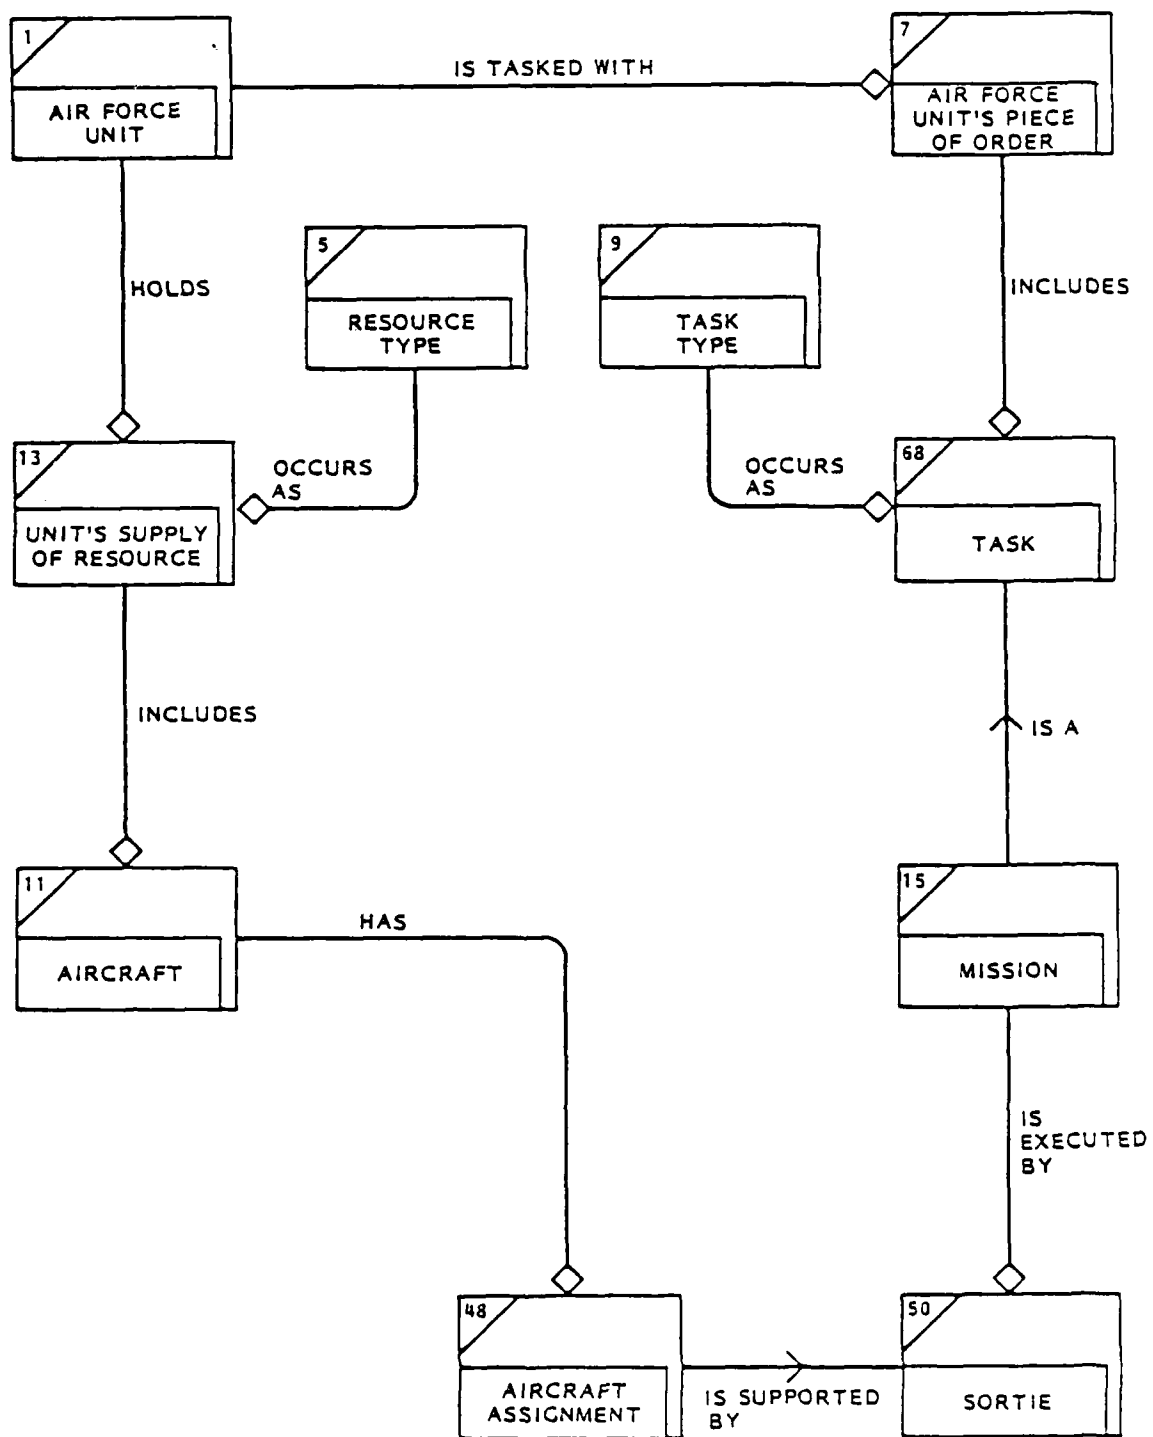 1
7
IS TASKED WITH
AIR FORCE
UNIT
AIR FORCE
UNIT'S PIECE
OF ORDER
5
9
HOLDS
INCLUDES
RESOURCE
TYPE
TASK
TYPE
13
OCCURS
AS
OCCURS
AS
68
UNIT'S SUPPLY
OF RESOURCE
TASK
INCLUDES
IS A
11
15
HAS
AIRCRAFT
MISSION
IS
EXECUTED
BY
48
50
AIRCRAFT
ASSIGNMENT
IS SUPPORTED
BY
SORTIE